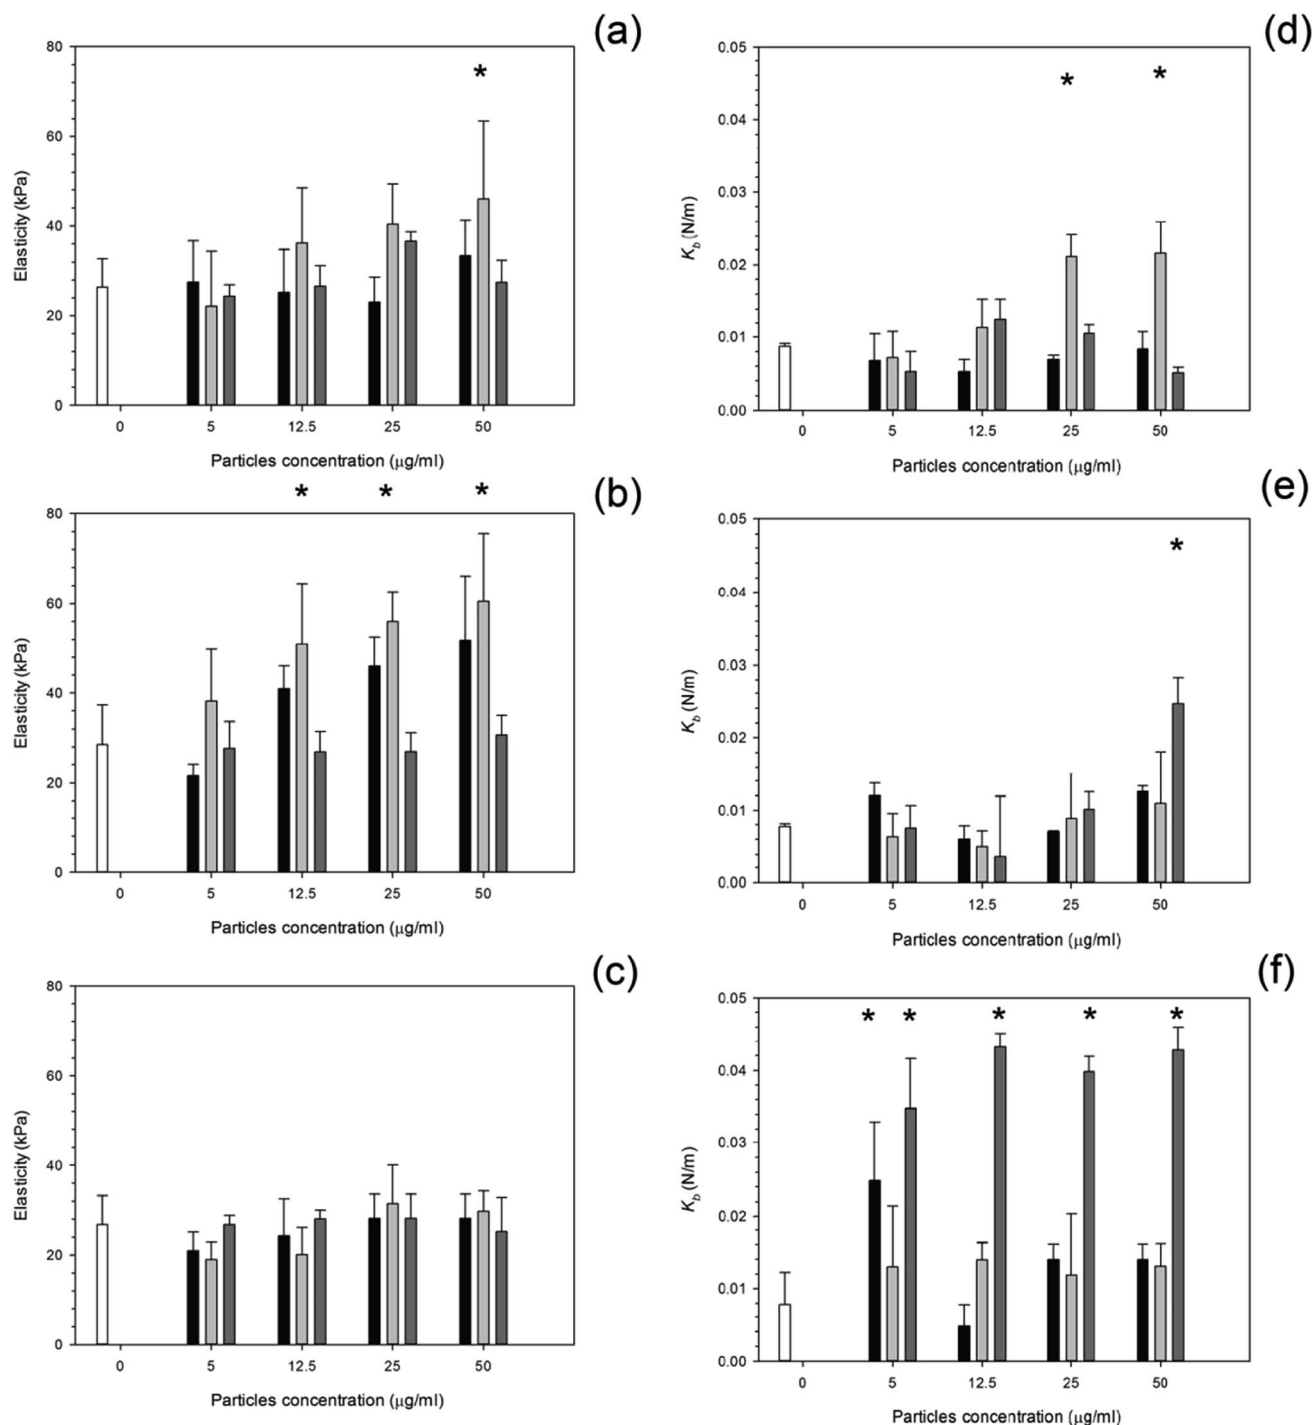 (a)
80
60
40
20
0
Elasticity (kPa)
*
0 5 12.5 25 50
Particles concentration (μg/ml)
(d)
0.05
0.04
0.03
0.02
0.01
0.00
K_b (N/m)
* *
0 5 12.5 25 50
Particles concentration (μg/ml)
(b)
* * *
80
60
40
20
0
Elasticity (kPa)
0 5 12.5 25 50
Particles concentration (μg/ml)
(e)
0.05
0.04
0.03
0.02
0.01
0.00
K_b (N/m)
*
0 5 12.5 25 50
Particles concentration (μg/ml)
(c)
80
60
40
20
0
Elasticity (kPa)
0 5 12.5 25 50
Particles concentration (μg/ml)
(f)
0.05
0.04
0.03
0.02
0.01
0.00
K_b (N/m)
* * * * *
0 5 12.5 25 50
Particles concentration (μg/ml)